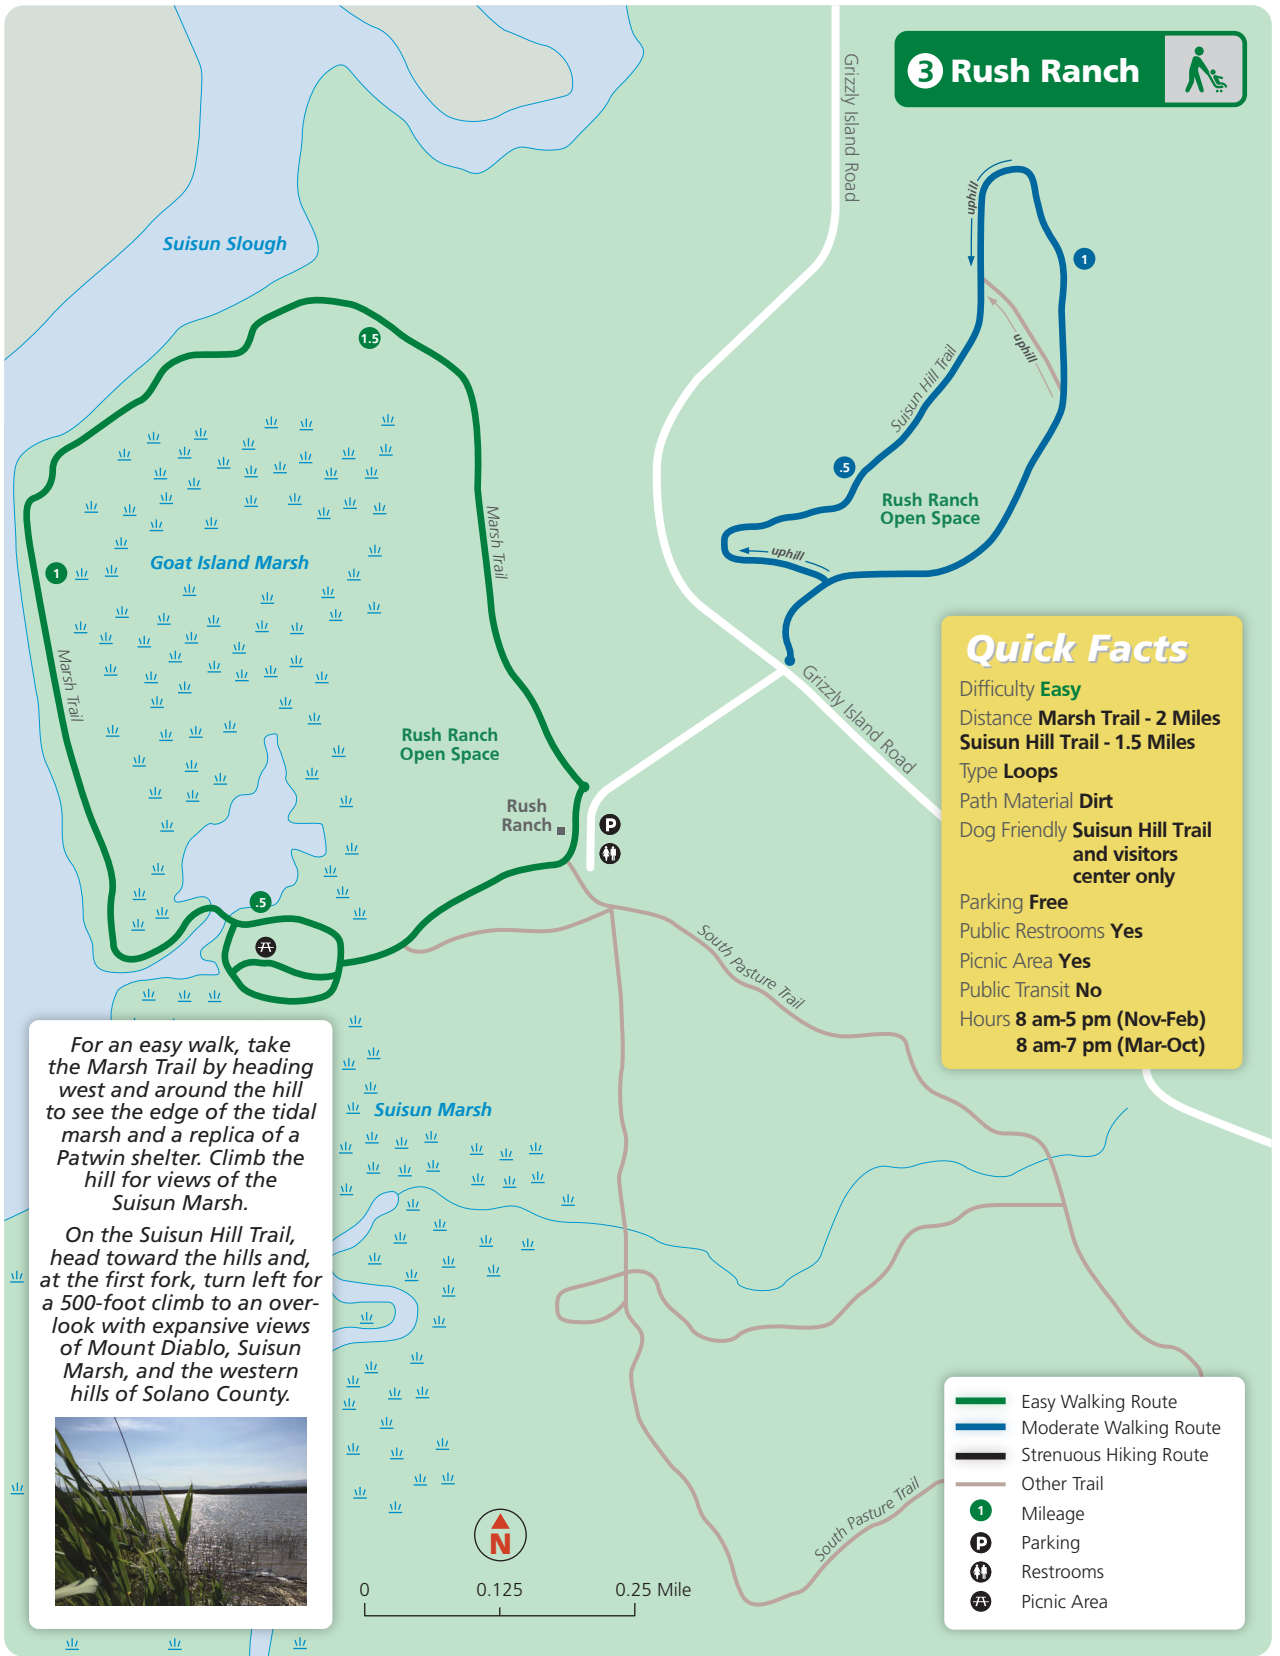 3 Rush Ranch
Grizzly Island Road
uphill
1
uphill
Suisun Hill Trail
.5
Rush Ranch
Open Space
uphill
Grizzly Island Road
Suisun Slough
1.5
Marsh Trail
Goat Island Marsh
1
Marsh Trail
Rush Ranch
Open Space
Rush
Ranch
P
.5
South Pasture Trail
Suisun Marsh
South Pasture Trail
Quick Facts
Difficulty Easy
Distance Marsh Trail - 2 Miles
Suisun Hill Trail - 1.5 Miles
Type Loops
Path Material Dirt
Dog Friendly Suisun Hill Trail
and visitors
center only
Parking Free
Public Restrooms Yes
Picnic Area Yes
Public Transit No
Hours 8 am-5 pm (Nov-Feb)
8 am-7 pm (Mar-Oct)
For an easy walk, take
the Marsh Trail by heading
west and around the hill
to see the edge of the tidal
marsh and a replica of a
Patwin shelter. Climb the
hill for views of the
Suisun Marsh.
On the Suisun Hill Trail,
head toward the hills and,
at the first fork, turn left for
a 500-foot climb to an over-
look with expansive views
of Mount Diablo, Suisun
Marsh, and the western
hills of Solano County.
N
0 0.125 0.25 Mile
Easy Walking Route
Moderate Walking Route
Strenuous Hiking Route
Other Trail
1 Mileage
P Parking
Restrooms
Picnic Area